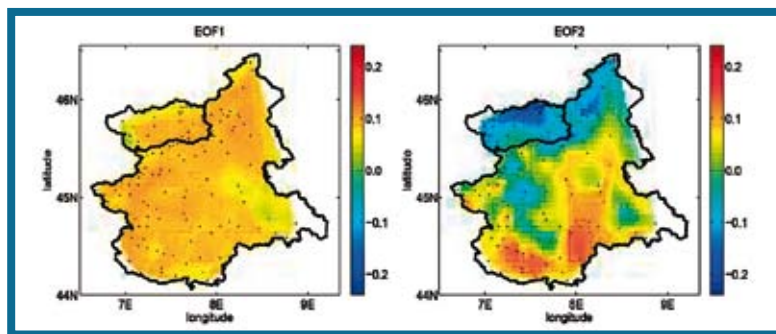 EOF1
46N
45N
44N
latitude
7E 8E 9E
longitude
0.2
0.1
0.0
-0.1
-0.2
EOF2
46N
45N
44N
latitude
7E 8E 9E
longitude
0.2
0.1
0.0
-0.1
-0.2